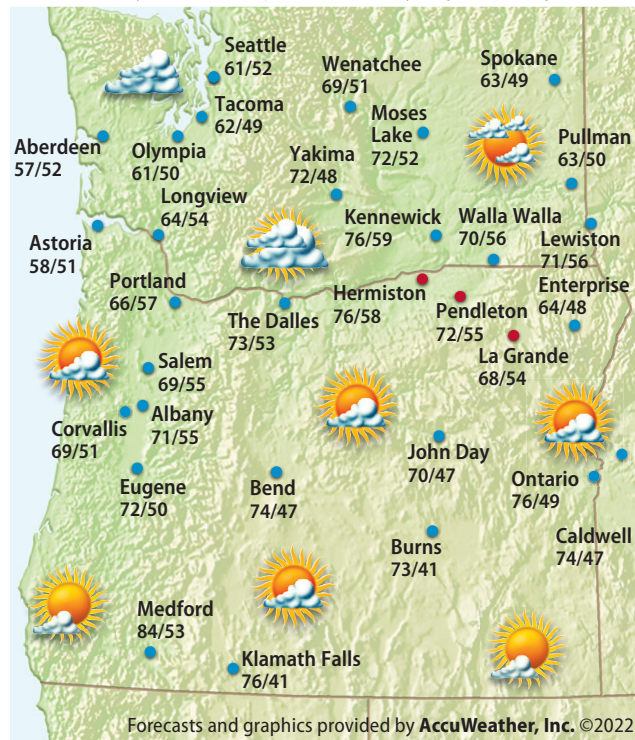 Seattle
61/52
Wenatchee
69/51
Spokane
63/49
Tacoma
62/49
Moses
Lake
72/52
Aberdeen
57/52
Olympia
61/50
Yakima
72/48
Pullman
63/50
Longview
64/54
Kennewick
76/59
Walla Walla
70/56
Lewiston
71/56
Astoria
58/51
Portland
66/57
The Dalles
73/53
Hermiston
76/58
Pendleton
72/55
Enterprise
64/48
La Grande
68/54
Salem
69/55
Albany
71/55
Corvallis
69/51
John Day
70/47
Eugene
72/50
Bend
74/47
Ontario
76/49
Burns
73/41
Caldwell
74/47
Medford
84/53
Klamath Falls
76/41
Forecasts and graphics provided by AccuWeather, Inc. ©2022